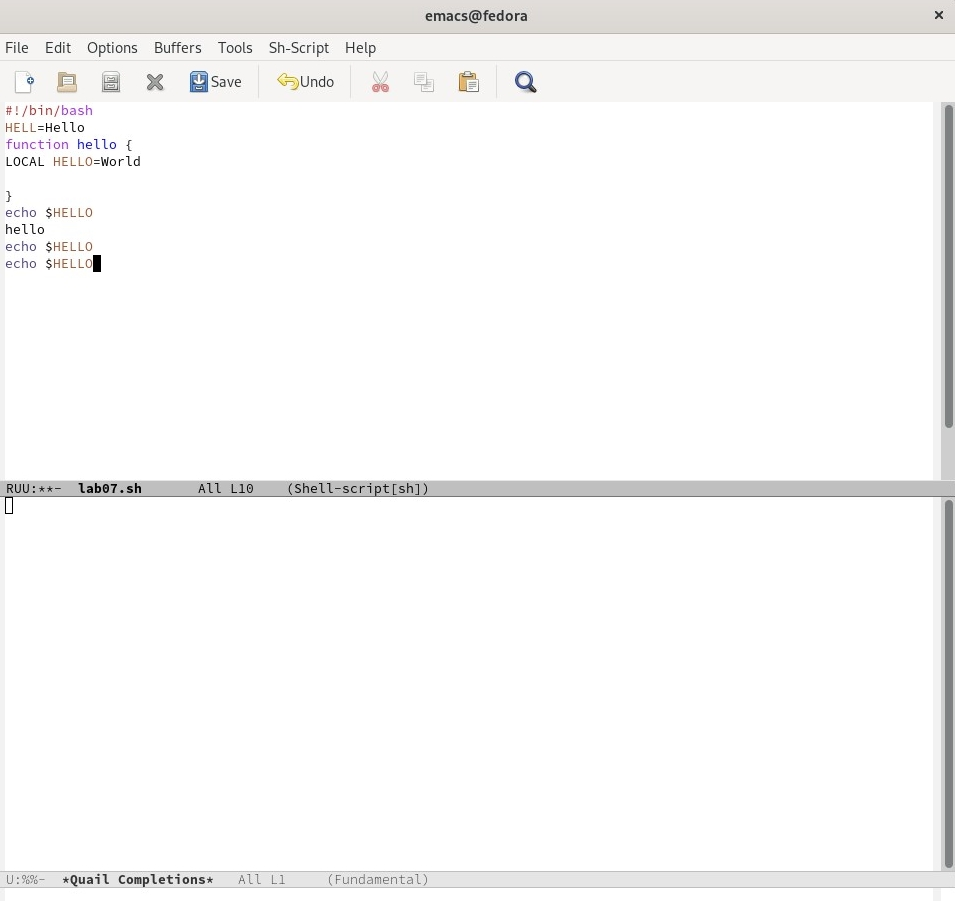 emacs@fedora ×
File Edit Options Buffers Tools Sh-Script Help
Save Undo
#!/bin/bash
HELL=Hello
function hello {
LOCAL HELLO=World
}
echo $HELLO
hello
echo $HELLO
echo $HELLO
RUU:**- lab07.sh All L10 (Shell-script[sh])
U:%%- *Quail Completions* All L1 (Fundamental)